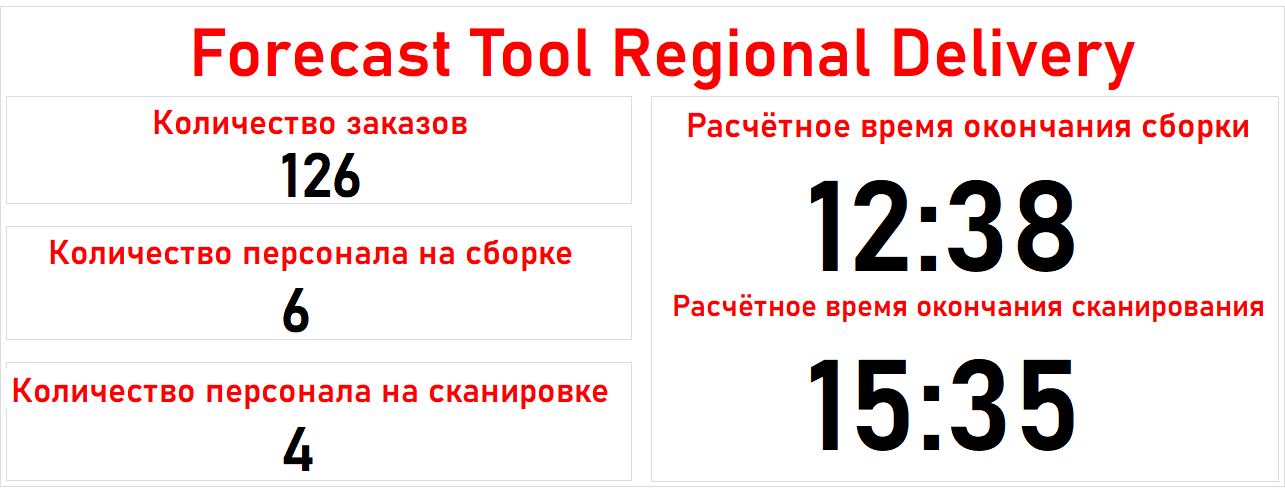 Forecast Tool Regional Delivery
Количество заказов
126
Количество персонала на сборке
6
Количество персонала на сканировке
4
Расчётное время окончания сборки
12:38
Расчётное время окончания сканирования
15:35